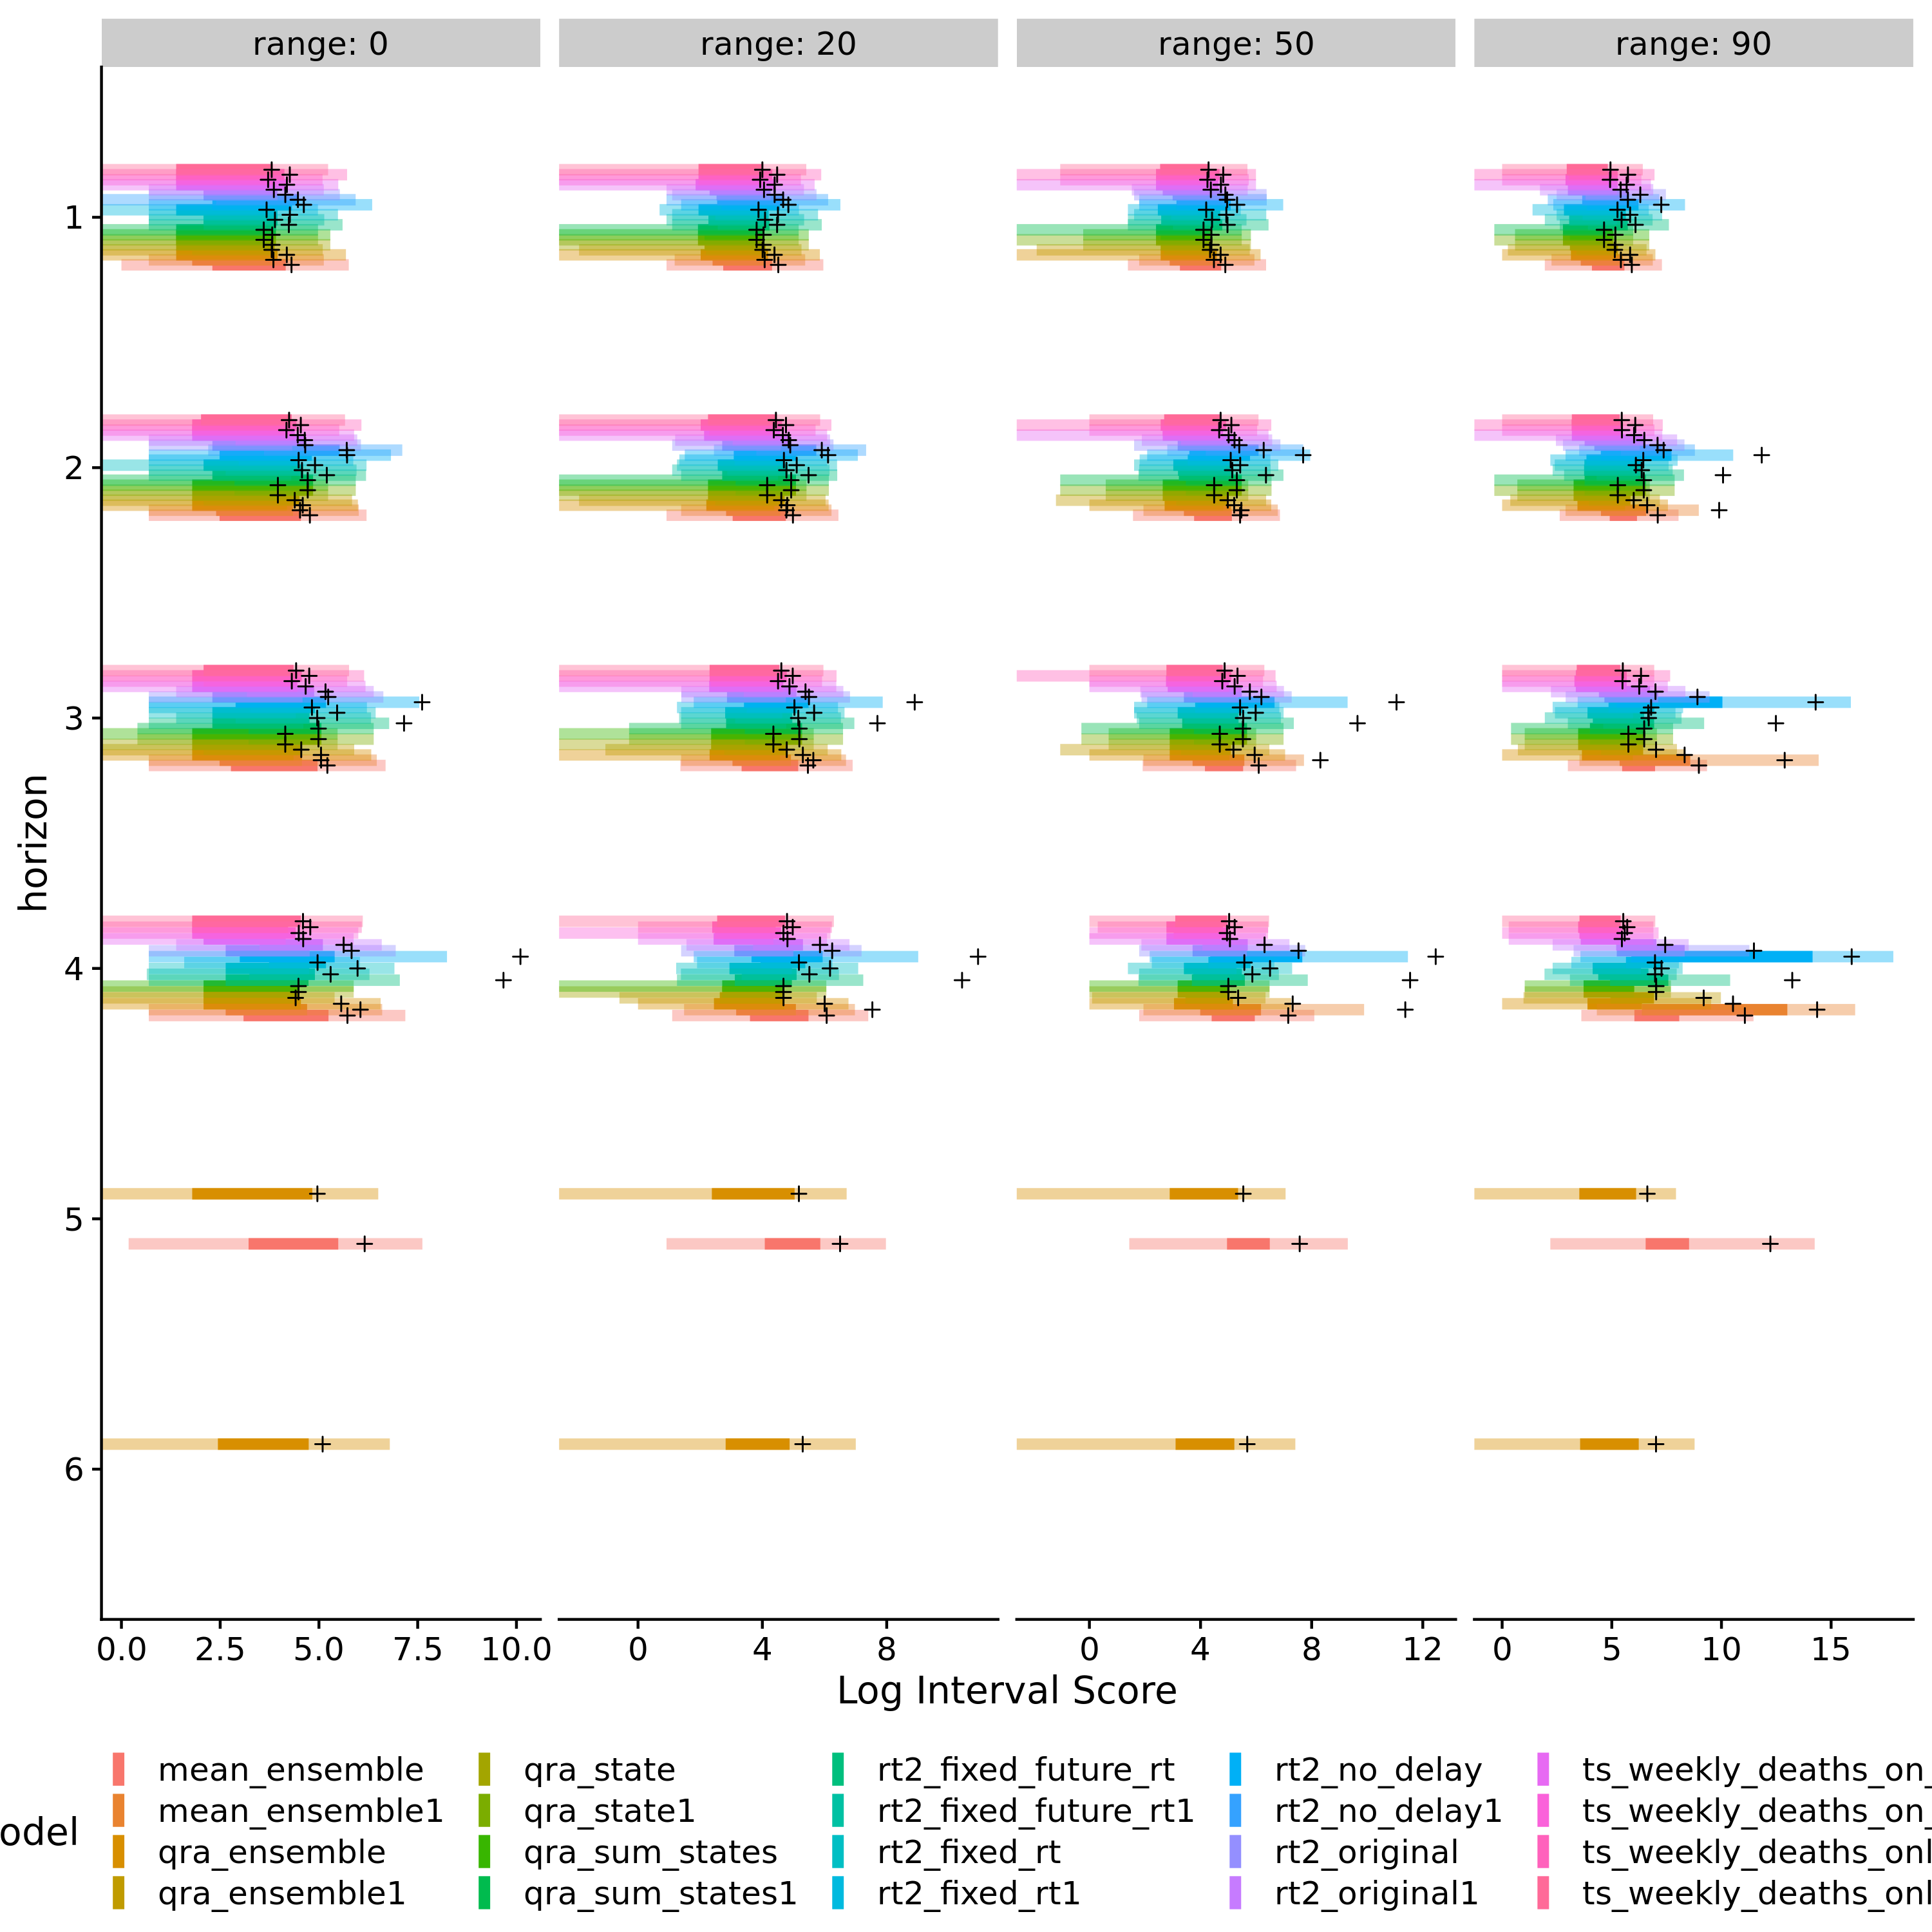 range: 0 range: 20 range: 50 range: 90
horizon
1
2
3
4
5
6
0.0 2.5 5.0 7.5 10.0 0 4 8 0 4 8 12 0 5 10 15
Log Interval Score
odel
mean_ensemble qra_state rt2_fixed_future_rt rt2_no_delay ts_weekly_deaths_on_
mean_ensemble1 qra_state1 rt2_fixed_future_rt1 rt2_no_delay1 ts_weekly_deaths_on_
qra_ensemble qra_sum_states rt2_fixed_rt rt2_original ts_weekly_deaths_onl
qra_ensemble1 qra_sum_states1 rt2_fixed_rt1 rt2_original1 ts_weekly_deaths_onl